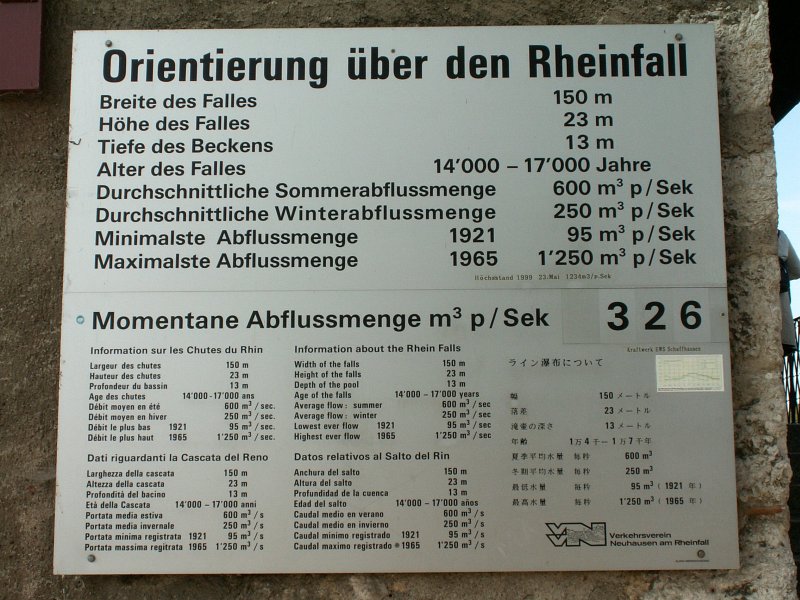 Orientierung über den Rheinfall
Breite des Falles 150 m
Höhe des Falles 23 m
Tiefe des Beckens 13 m
Alter des Falles 14'000 – 17'000 Jahre
Durchschnittliche Sommerabflussmenge 600 m³ p/Sek
Durchschnittliche Winterabflussmenge 250 m³ p/Sek
Minimalste Abflussmenge 1921 95 m³ p/Sek
Maximalste Abflussmenge 1965 1'250 m³ p/Sek
Höchststand 1999 23.Mai 1234m3/p.Sek
Momentane Abflussmenge m³ p/Sek 326
Kraftwerk EWS Schaffhausen
Information sur les Chutes du Rhin
Largeur des chutes 150 m
Hauteur des chutes 23 m
Profondeur du bassin 13 m
Age des chutes 14'000-17'000 ans
Débit moyen en été 600 m³/sec.
Débit moyen en hiver 250 m³/sec.
Débit le plus bas 1921 95 m³/sec.
Débit le plus haut 1965 1'250 m³/sec.
Information about the Rhein Falls
Width of the falls 150 m
Height of the falls 23 m
Depth of the pool 13 m
Age of the falls 14'000 – 17'000 years
Average flow: summer 600 m³/sec.
Average flow: winter 250 m³/sec.
Lowest ever flow 1921 95 m³/sec.
Highest ever flow 1965 1'250 m³/sec.
ライン瀑布について
幅 150 メートル
落差 23 メートル
滝壷の深さ 13 メートル
年齢 1万4千ー1万7千年
夏季平均水量 毎秒 600 m³
冬期平均水量 毎秒 250 m³
最低水量 毎秒 95 m³ (1921 年)
最高水量 毎秒 1'250 m³ (1965 年)
Dati riguardanti la Cascata del Reno
Larghezza della cascata 150 m
Altezza della cascata 23 m
Profondità del bacino 13 m
Età della Cascata 14'000 – 17'000 anni
Portata media estiva 600 m³/s
Portata media invernale 250 m³/s
Portata minima registrata 1921 95 m³/s
Portata massima regitrata 1965 1'250 m³/s
Datos relativos al Salto del Rin
Anchura del salto 150 m
Altura del salto 23 m
Profunidad de la cuenca 13 m
Edad del salto 14'000 – 17'000 años
Caudal medio en verano 600 m³/s
Caudal medio en invierno 250 m³/s
Caudal minimo registrado 1921 95 m³/s
Caudal maximo registrado 1965 1'250 m³/s
VN
Verkehrsverein
Neuhausen am Rheinfall